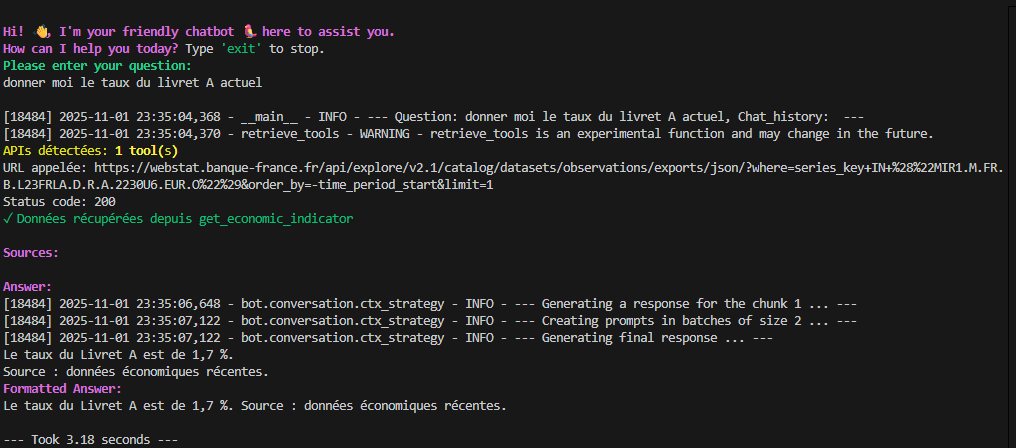 Hi! 👋, I'm your friendly chatbot 🦜 here to assist you.
How can I help you today? Type 'exit' to stop.
Please enter your question:
donner moi le taux du livret A actuel
[18484] 2025-11-01 23:35:04,368 - __main__ - INFO - --- Question: donner moi le taux du livret A actuel, Chat_history:  ---
[18484] 2025-11-01 23:35:04,370 - retrieve_tools - WARNING - retrieve_tools is an experimental function and may change in the future.
APIs détectées: 1 tool(s)
URL appelée: https://webstat.banque-france.fr/api/explore/v2.1/catalog/datasets/observations/exports/json/?where=series_key+IN+%28%22MIR1.M.FR.
B.L23FRLA.D.R.A.2230U6.EUR.O%22%29&order_by=-time_period_start&limit=1
Status code: 200
✓ Données récupérées depuis get_economic_indicator
Sources:
Answer:
[18484] 2025-11-01 23:35:06,648 - bot.conversation.ctx_strategy - INFO - --- Generating a response for the chunk 1 ... ---
[18484] 2025-11-01 23:35:07,122 - bot.conversation.ctx_strategy - INFO - --- Creating prompts in batches of size 2 ... ---
[18484] 2025-11-01 23:35:07,122 - bot.conversation.ctx_strategy - INFO - --- Generating final response ... ---
Le taux du Livret A est de 1,7 %.
Source : données économiques récentes.
Formatted Answer:
Le taux du Livret A est de 1,7 %. Source : données économiques récentes.
--- Took 3.18 seconds ---